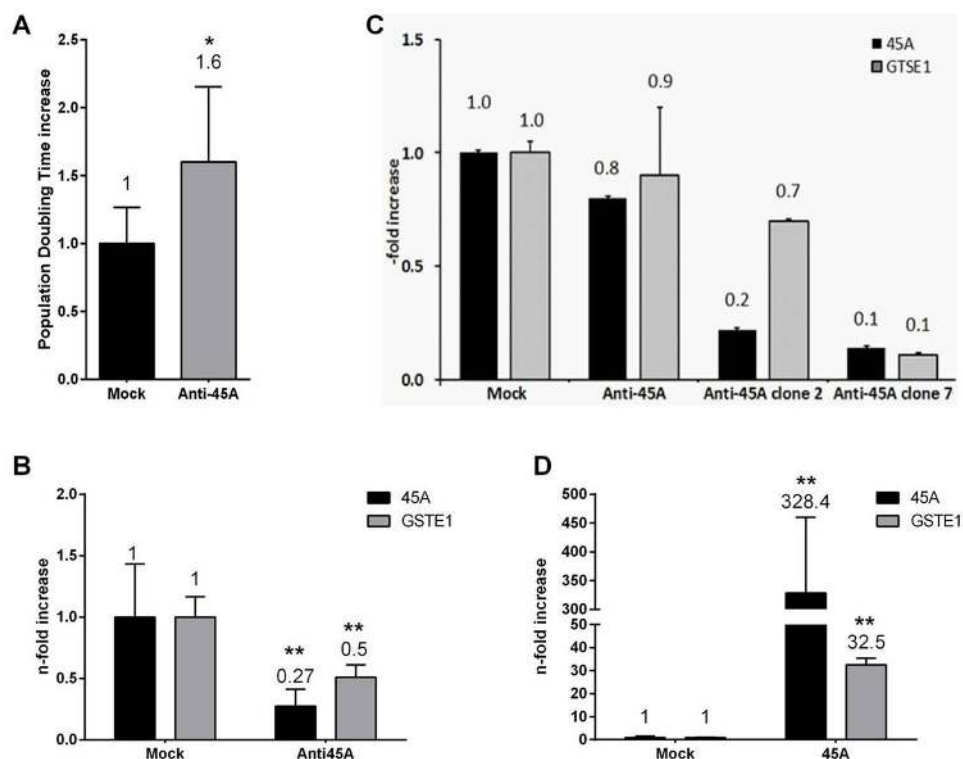 A
Population Doubling Time increase
2.5
2.0
1.5
1.0
0.5
0.0
*
1
1.6
Mock
Anti-45A
C
-fold increase
1.5
1.0
0.5
0.0
45A
GTSE1
1.0
1.0
0.8
0.9
0.2
0.7
0.1
0.1
Mock
Anti-45A
Anti-45A clone 2
Anti-45A clone 7
B
n-fold increase
2.0
1.5
1.0
0.5
0.0
45A
GSTE1
1
1
**
0.27
**
0.5
Mock
Anti45A
D
n-fold increase
500
450
400
350
300
50
40
30
20
10
0
45A
GSTE1
1
1
**
328.4
**
32.5
Mock
45A